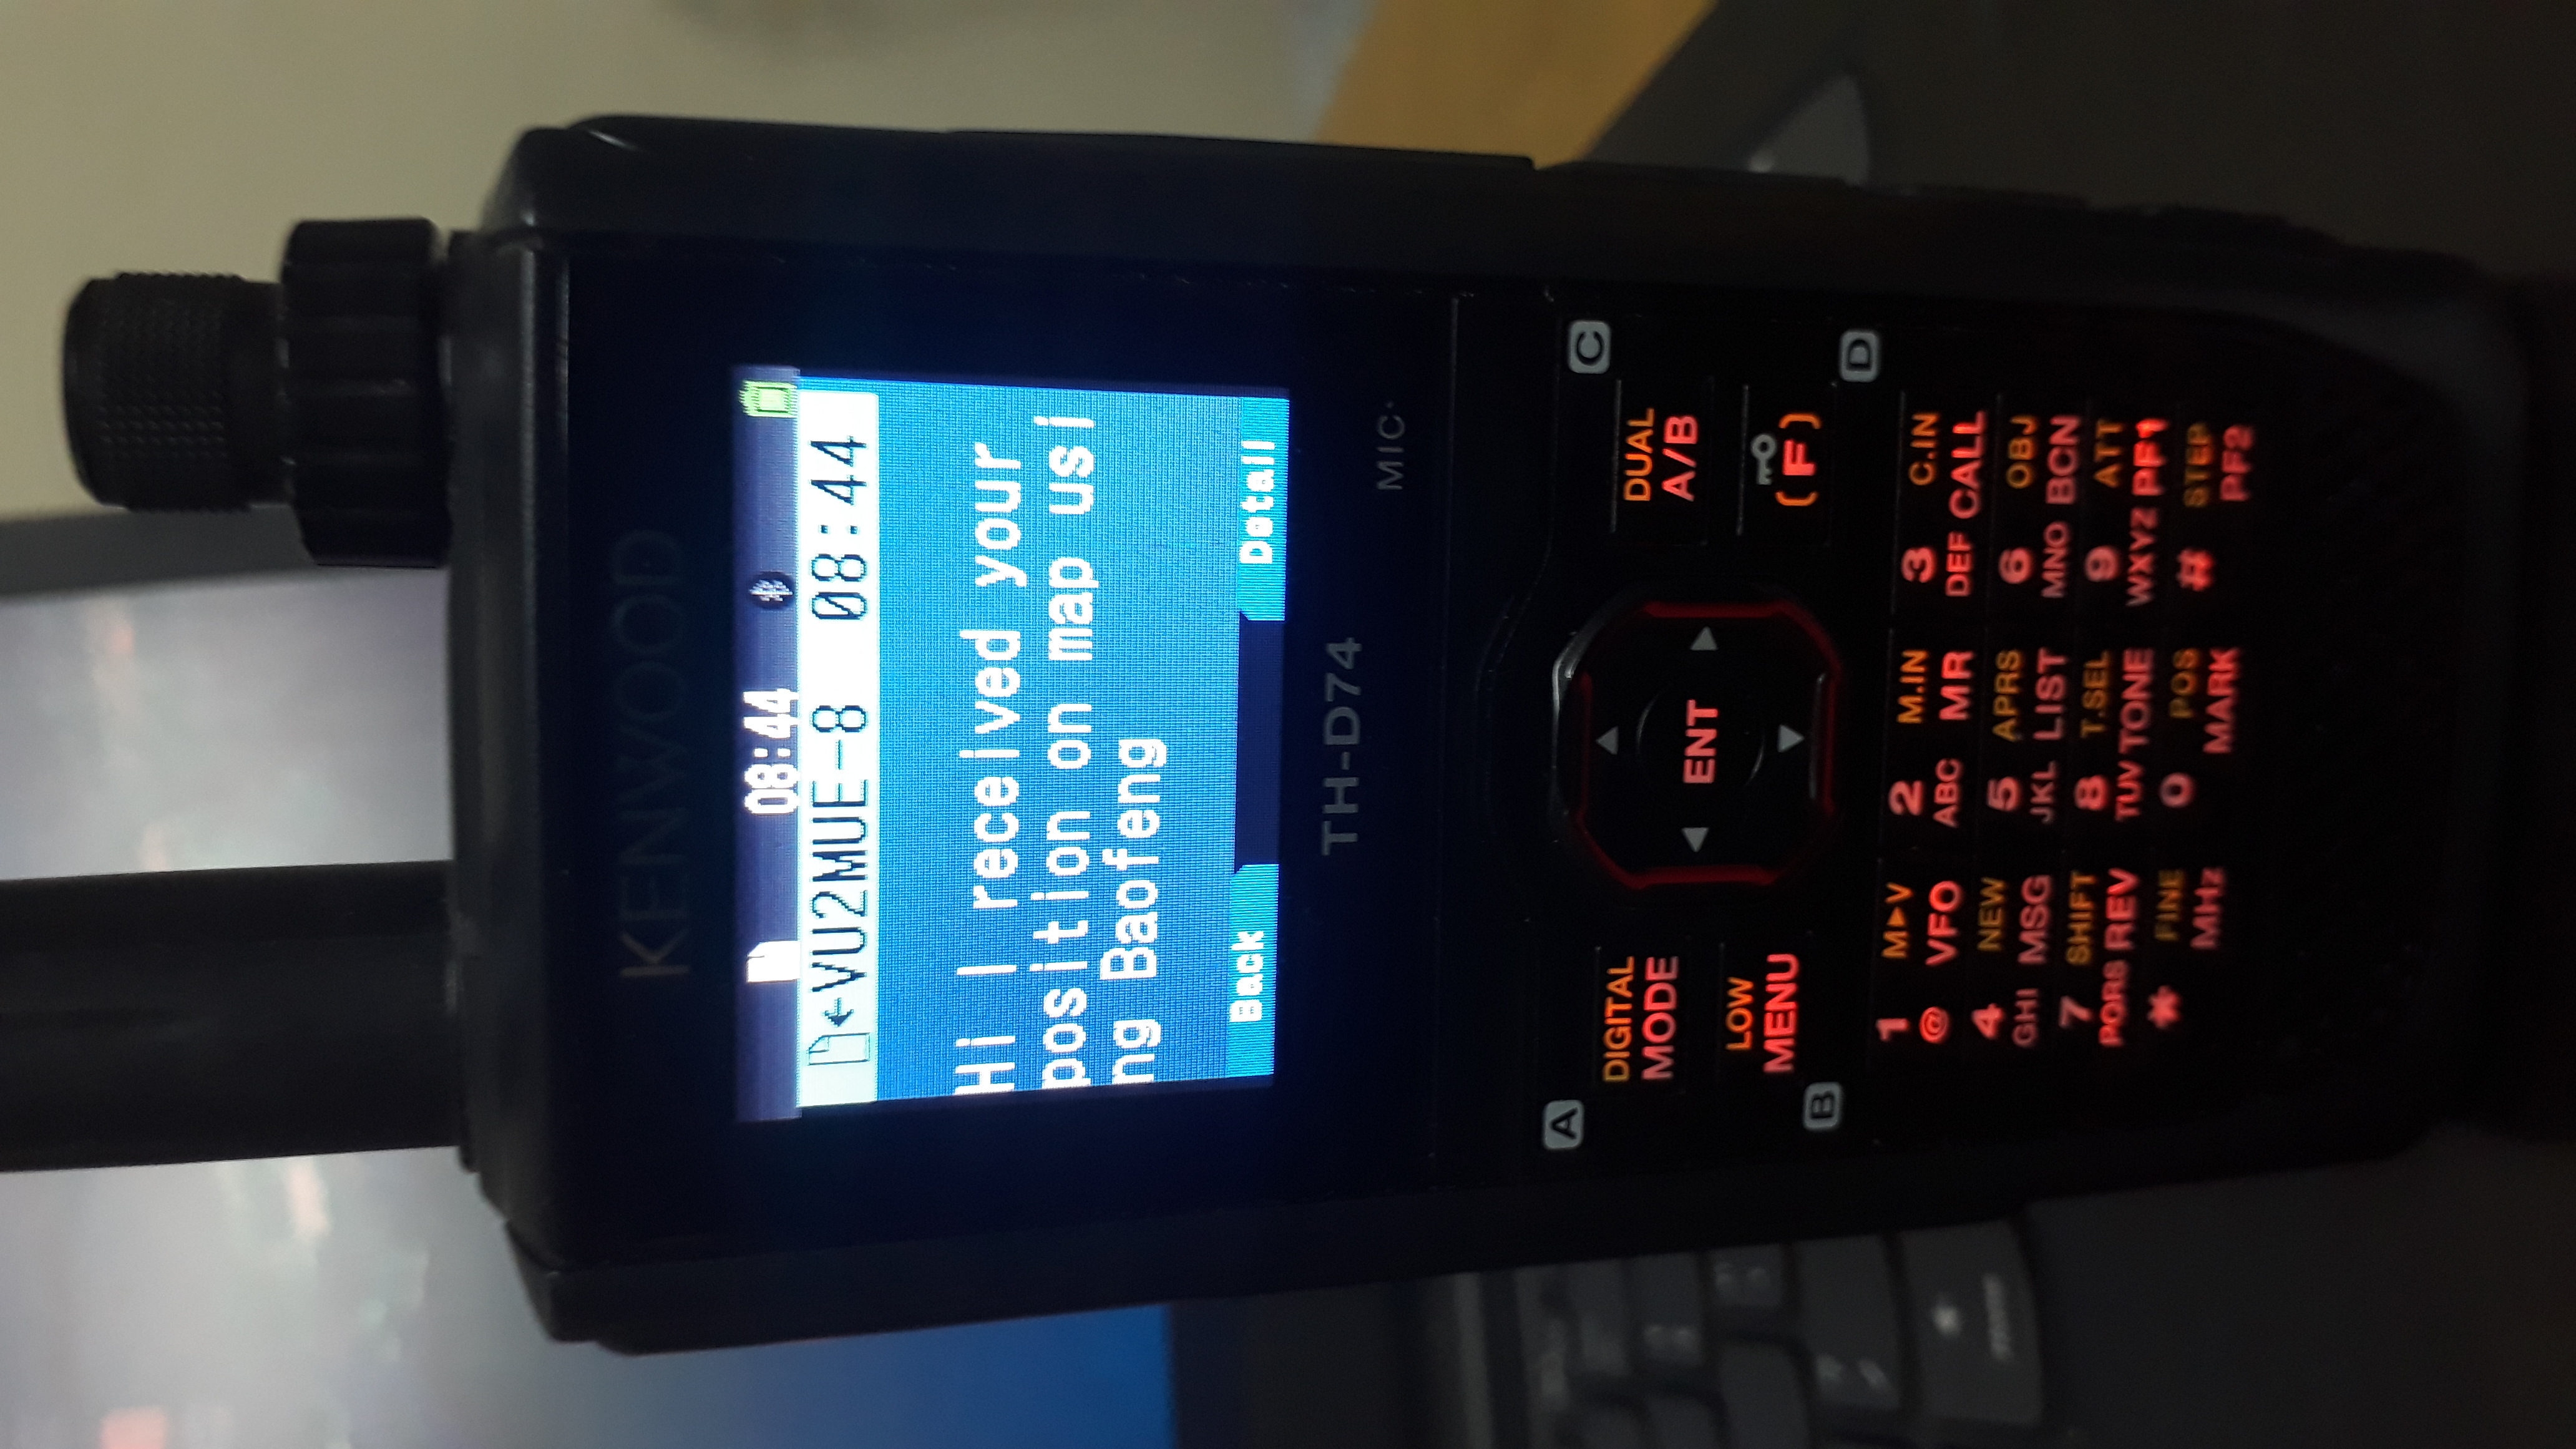 KENWOOD
08:44
←VU2MUE-8 08:44
Hi I received your
position on map usi
ng Baofeng
Back Detail
TH-D74
MIC
A DIGITAL MODE
DUAL A/B C
ENT
B LOW MENU
(F) D
1 @ M►V VFO
2 ABC M.IN MR
3 DEF C.IN CALL
4 GHI NEW MSG
5 JKL APRS LIST
6 MNO OBJ BCN
7 PQRS SHIFT REV
8 TUV T.SEL TONE
9 WXYZ ATT PF1
* FINE MHz
0 POS MARK
# STEP PF2